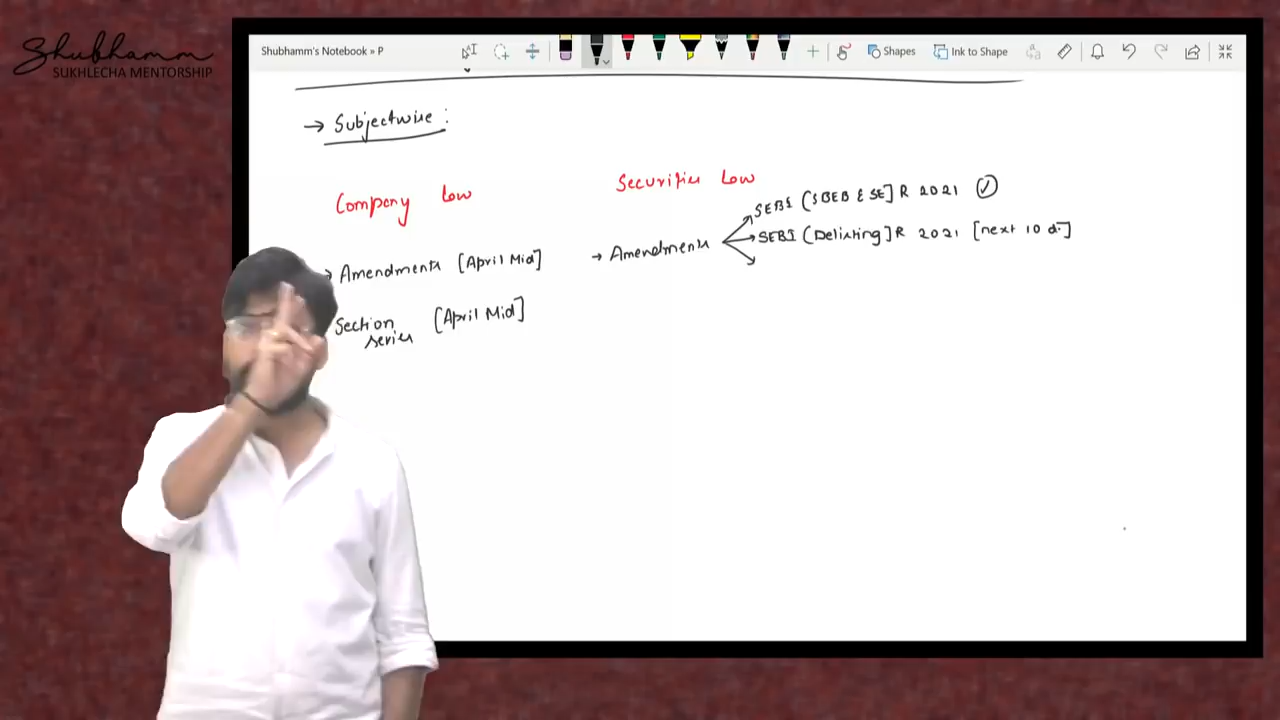 Shubhamm
SUKHLECHA MENTORSHIP
Shubhamm's Notebook » P
Shapes
Ink to Shape
→ Subjectwise :
Company Law
Securities Law
Amendments [April Mid]
Section series [April Mid]
→ Amendments
SEBI [SBEB & SE] R 2021 ✓
SEBI (Delisting] R 2021 [next 10 d.]